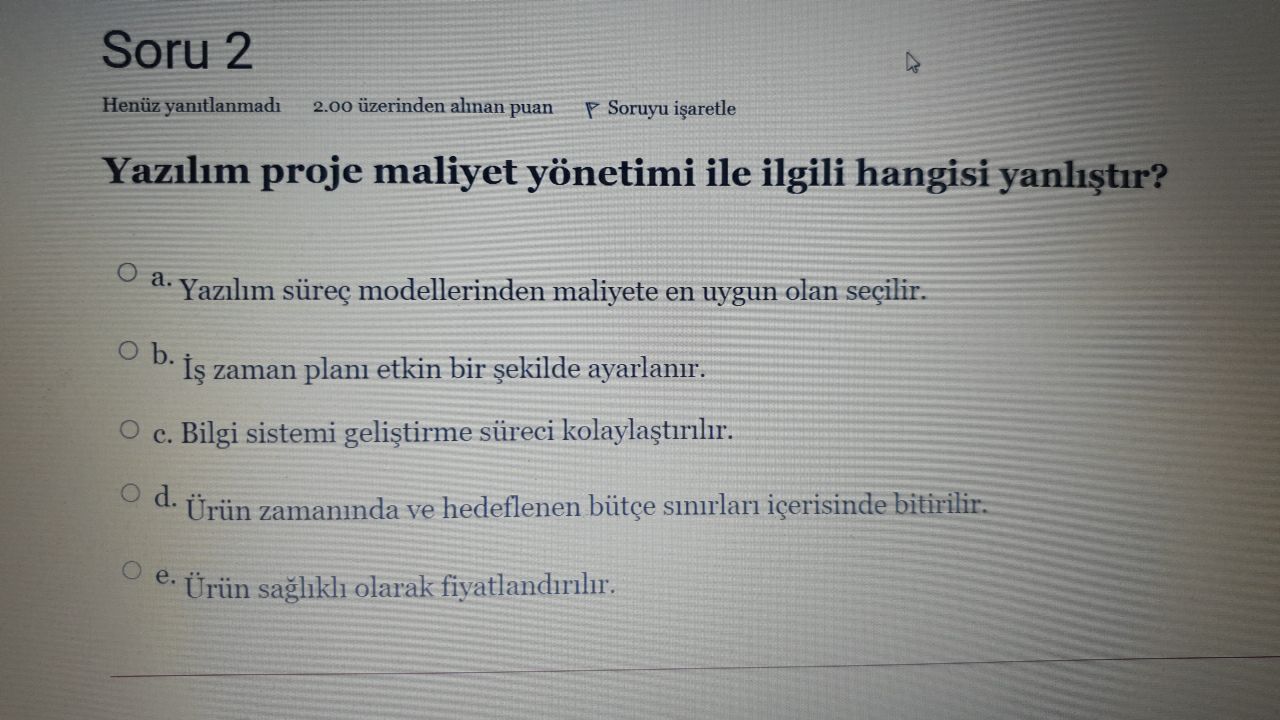 Soru 2
Henüz yanıtlanmadı 2.00 üzerinden alınan puan Soruyu işaretle
Yazılım proje maliyet yönetimi ile ilgili hangisi yanlıştır?
a. Yazılım süreç modellerinden maliyete en uygun olan seçilir.
b. İş zaman planı etkin bir şekilde ayarlanır.
c. Bilgi sistemi geliştirme süreci kolaylaştırılır.
d. Ürün zamanında ve hedeflenen bütçe sınırları içerisinde bitirilir.
e. Ürün sağlıklı olarak fiyatlandırılır.